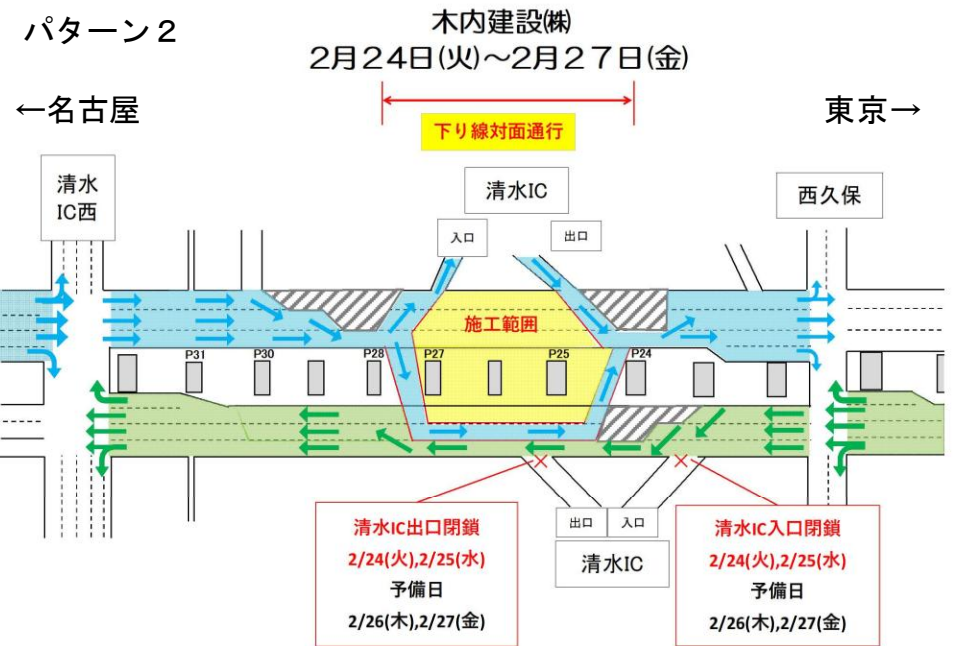 パターン２
木内建設㈱
２月２４日(火)～２月２７日(金)
←名古屋
東京→
下り線対面通行
清水
IC西
清水IC
西久保
入口
出口
施工範囲
P31
P30
P28
P27
P25
P24
出口
入口
清水IC
清水IC出口閉鎖
2/24(火),2/25(水)
予備日
2/26(木),2/27(金)
清水IC入口閉鎖
2/24(火),2/25(水)
予備日
2/26(木),2/27(金)